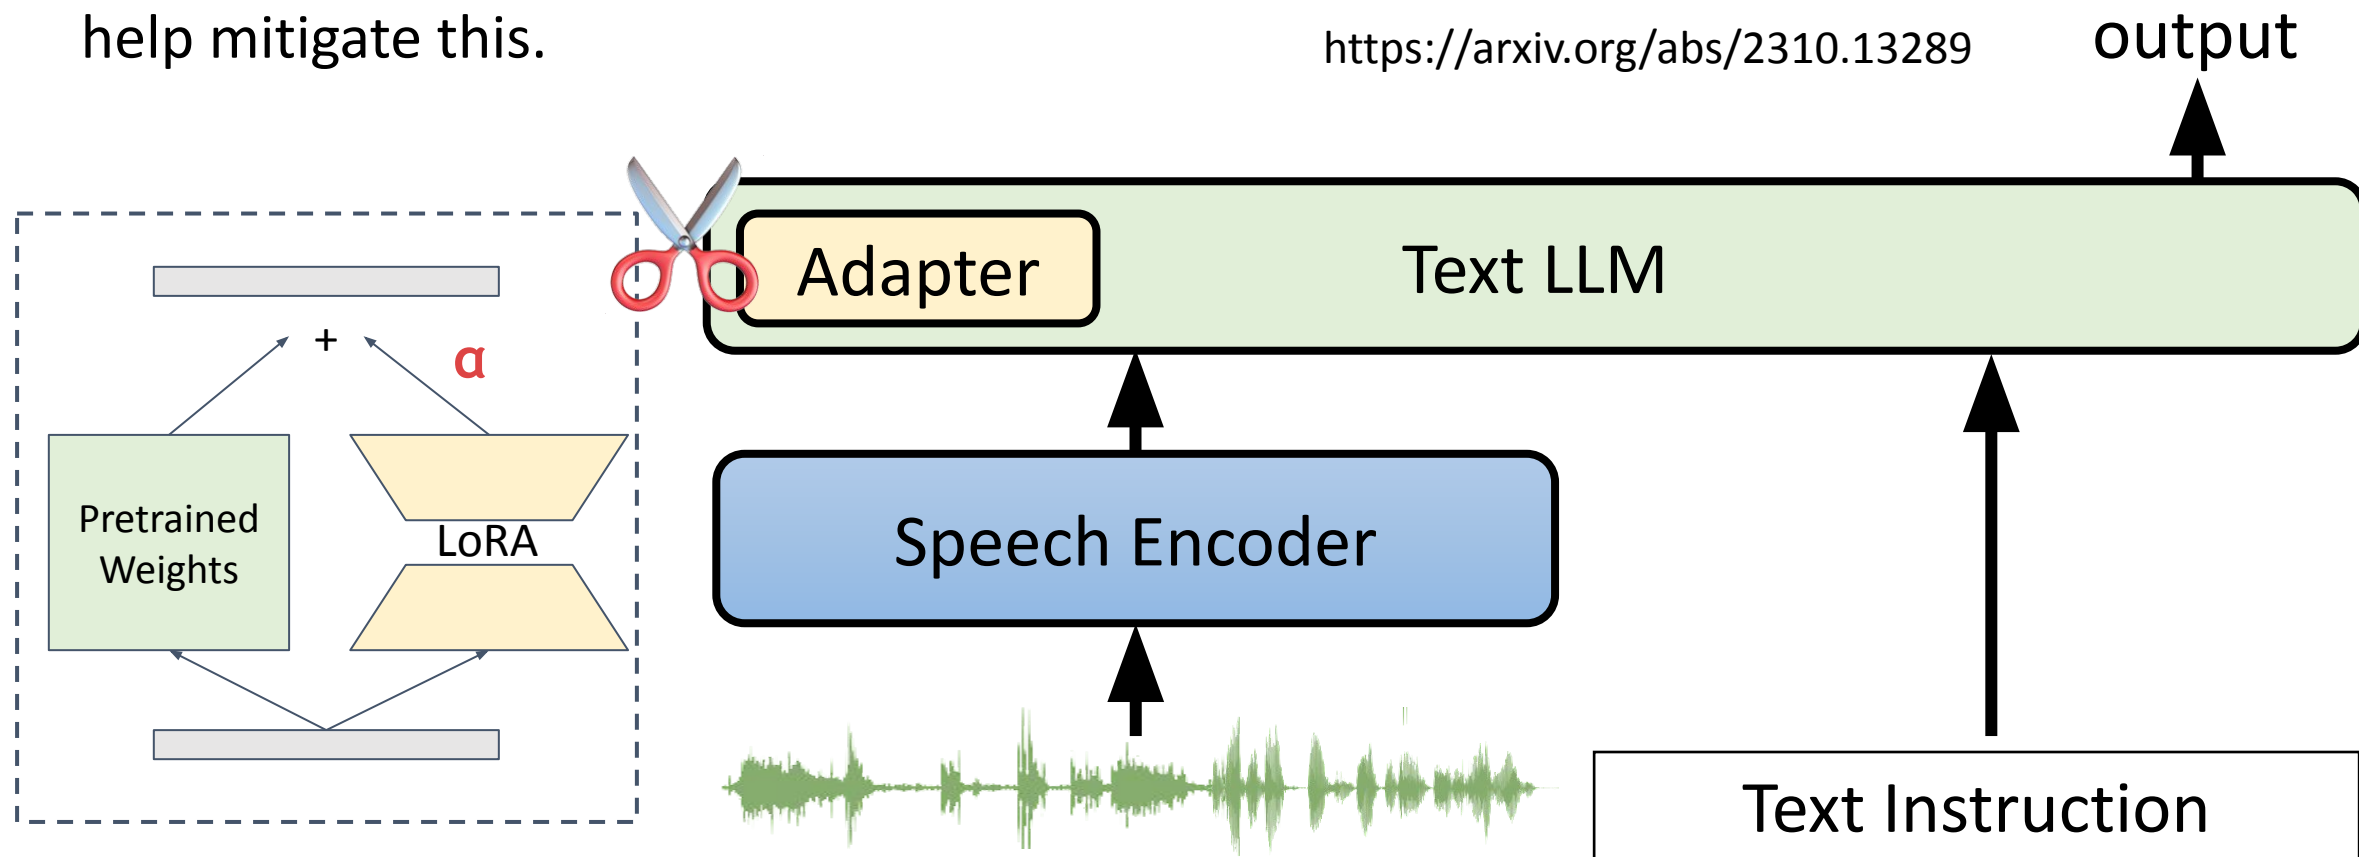 help mitigate this.
https://arxiv.org/abs/2310.13289
output
Adapter
Text LLM
+
α
Pretrained
Weights
LoRA
Speech Encoder
Text Instruction